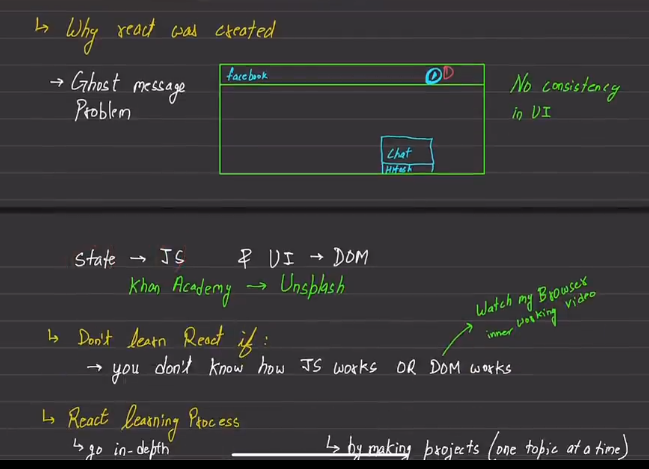 ↳ Why react was created
→ Ghost message
Problem
facebook
1
Chat
Hitesh
No consistency
in UI
State → JS & UI → DOM
Khan Academy → Unsplash
Watch my Browser
inner working video
↳ Don't learn React if:
→ you don't know how JS works OR DOM works
↳ React learning Process
↳ go in-depth
↳ by making projects (one topic at a time)